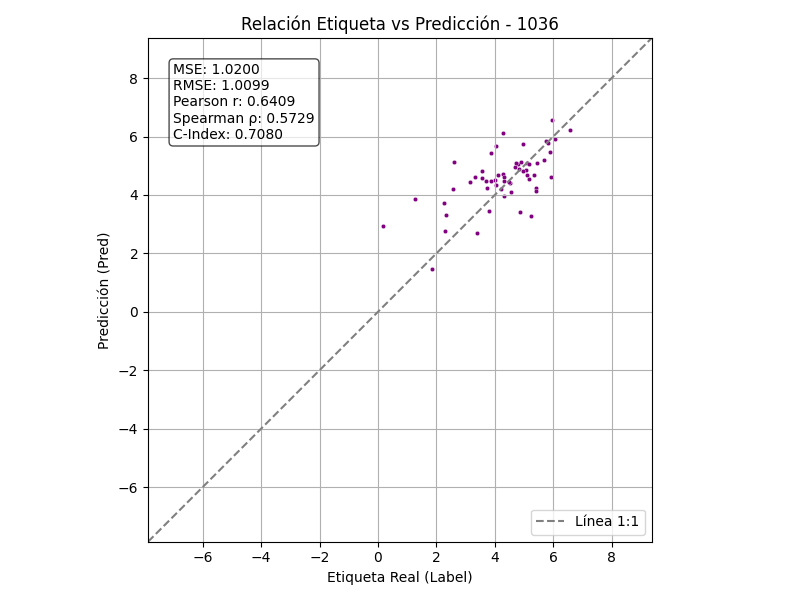 Relación Etiqueta vs Predicción - 1036
MSE: 1.0200
RMSE: 1.0099
Pearson r: 0.6409
Spearman ρ: 0.5729
C-Index: 0.7080
Predicción (Pred)
8
6
4
2
0
−2
−4
−6
Línea 1:1
−6 −4 −2 0 2 4 6 8
Etiqueta Real (Label)